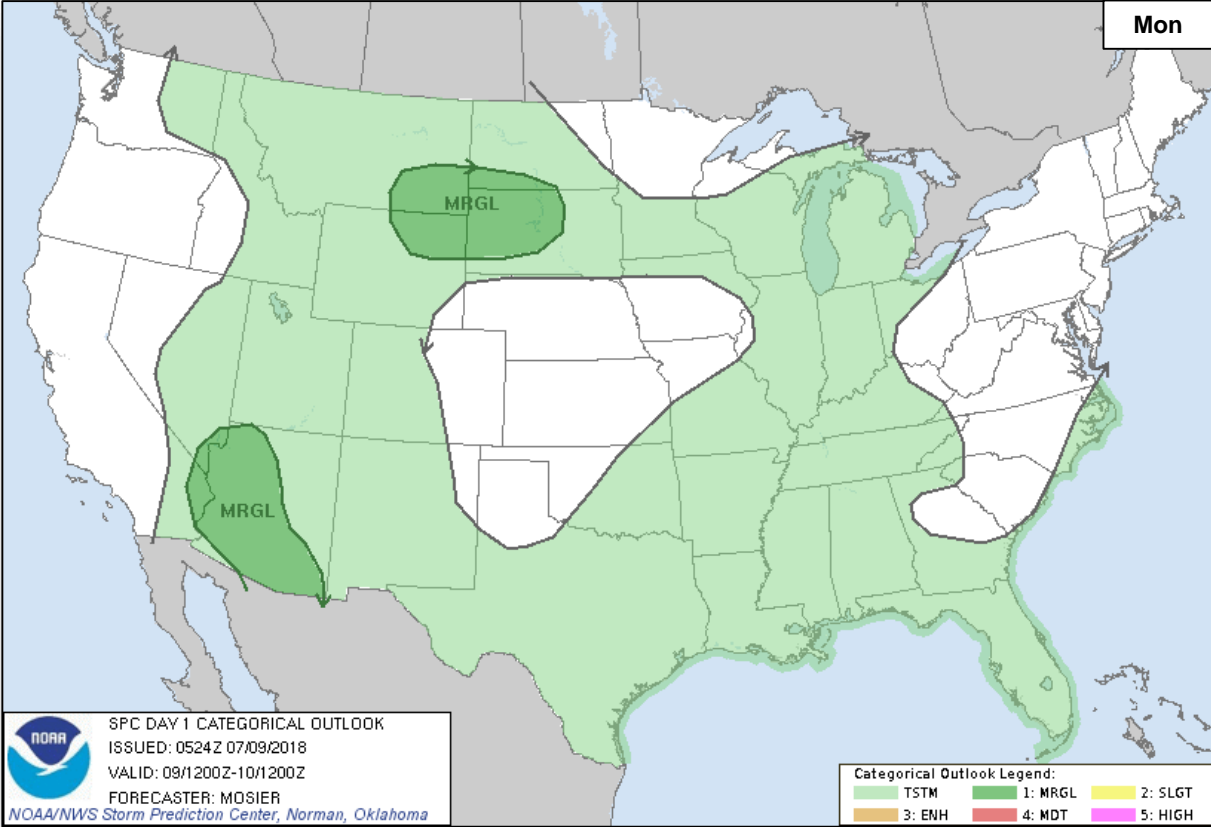 Mon
MRGL
MRGL
NOAA
SPC DAY 1 CATEGORICAL OUTLOOK
ISSUED: 0524Z 07/09/2018
VALID: 09/1200Z-10/1200Z
FORECASTER: MOSIER
NOAA/NWS Storm Prediction Center, Norman, Oklahoma
Categorical Outlook Legend:
TSTM 1: MRGL 2: SLGT
3: ENH 4: MDT 5: HIGH